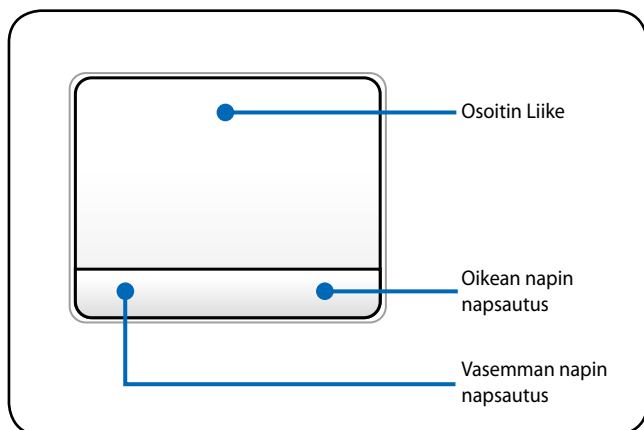 Osoitin Liike
Oikean napin
napsautus
Vasemman napin
napsautus